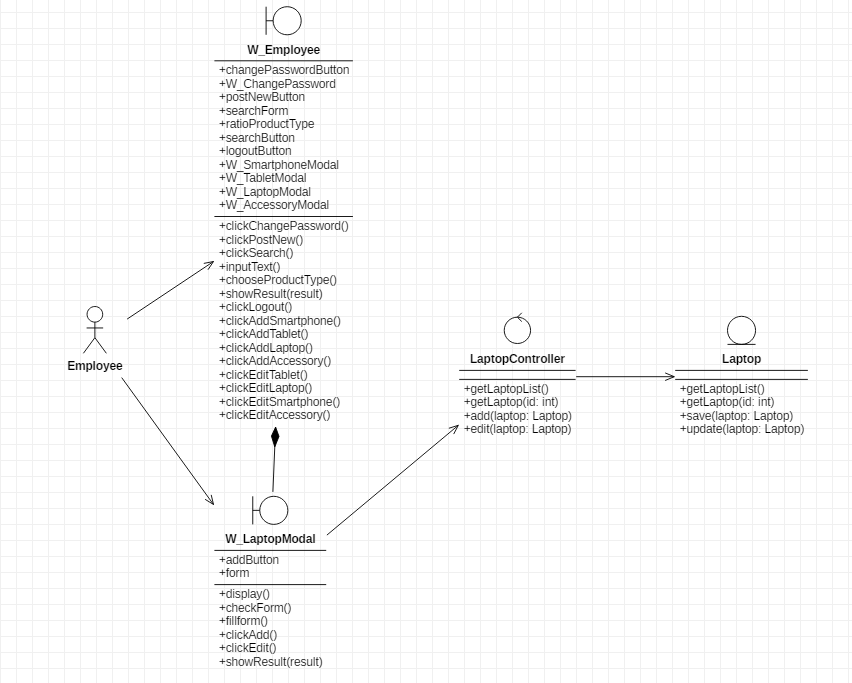 W_Employee
+changePasswordButton
+W_ChangePassword
+postNewButton
+searchForm
+ratioProductType
+searchButton
+logoutButton
+W_SmartphoneModal
+W_TabletModal
+W_LaptopModal
+W_AccessoryModal
+clickChangePassword()
+clickPostNew()
+clickSearch()
+inputText()
+chooseProductType()
+showResult(result)
+clickLogout()
+clickAddSmartphone()
+clickAddTablet()
+clickAddLaptop()
+clickAddAccessory()
+clickEditTablet()
+clickEditLaptop()
+clickEditSmartphone()
+clickEditAccessory()
Employee
LaptopController
+getLaptopList()
+getLaptop(id: int)
+add(laptop: Laptop)
+edit(laptop: Laptop)
Laptop
+getLaptopList()
+getLaptop(id: int)
+save(laptop: Laptop)
+update(laptop: Laptop)
W_LaptopModal
+addButton
+form
+display()
+checkForm()
+fillform()
+clickAdd()
+clickEdit()
+showResult(result)